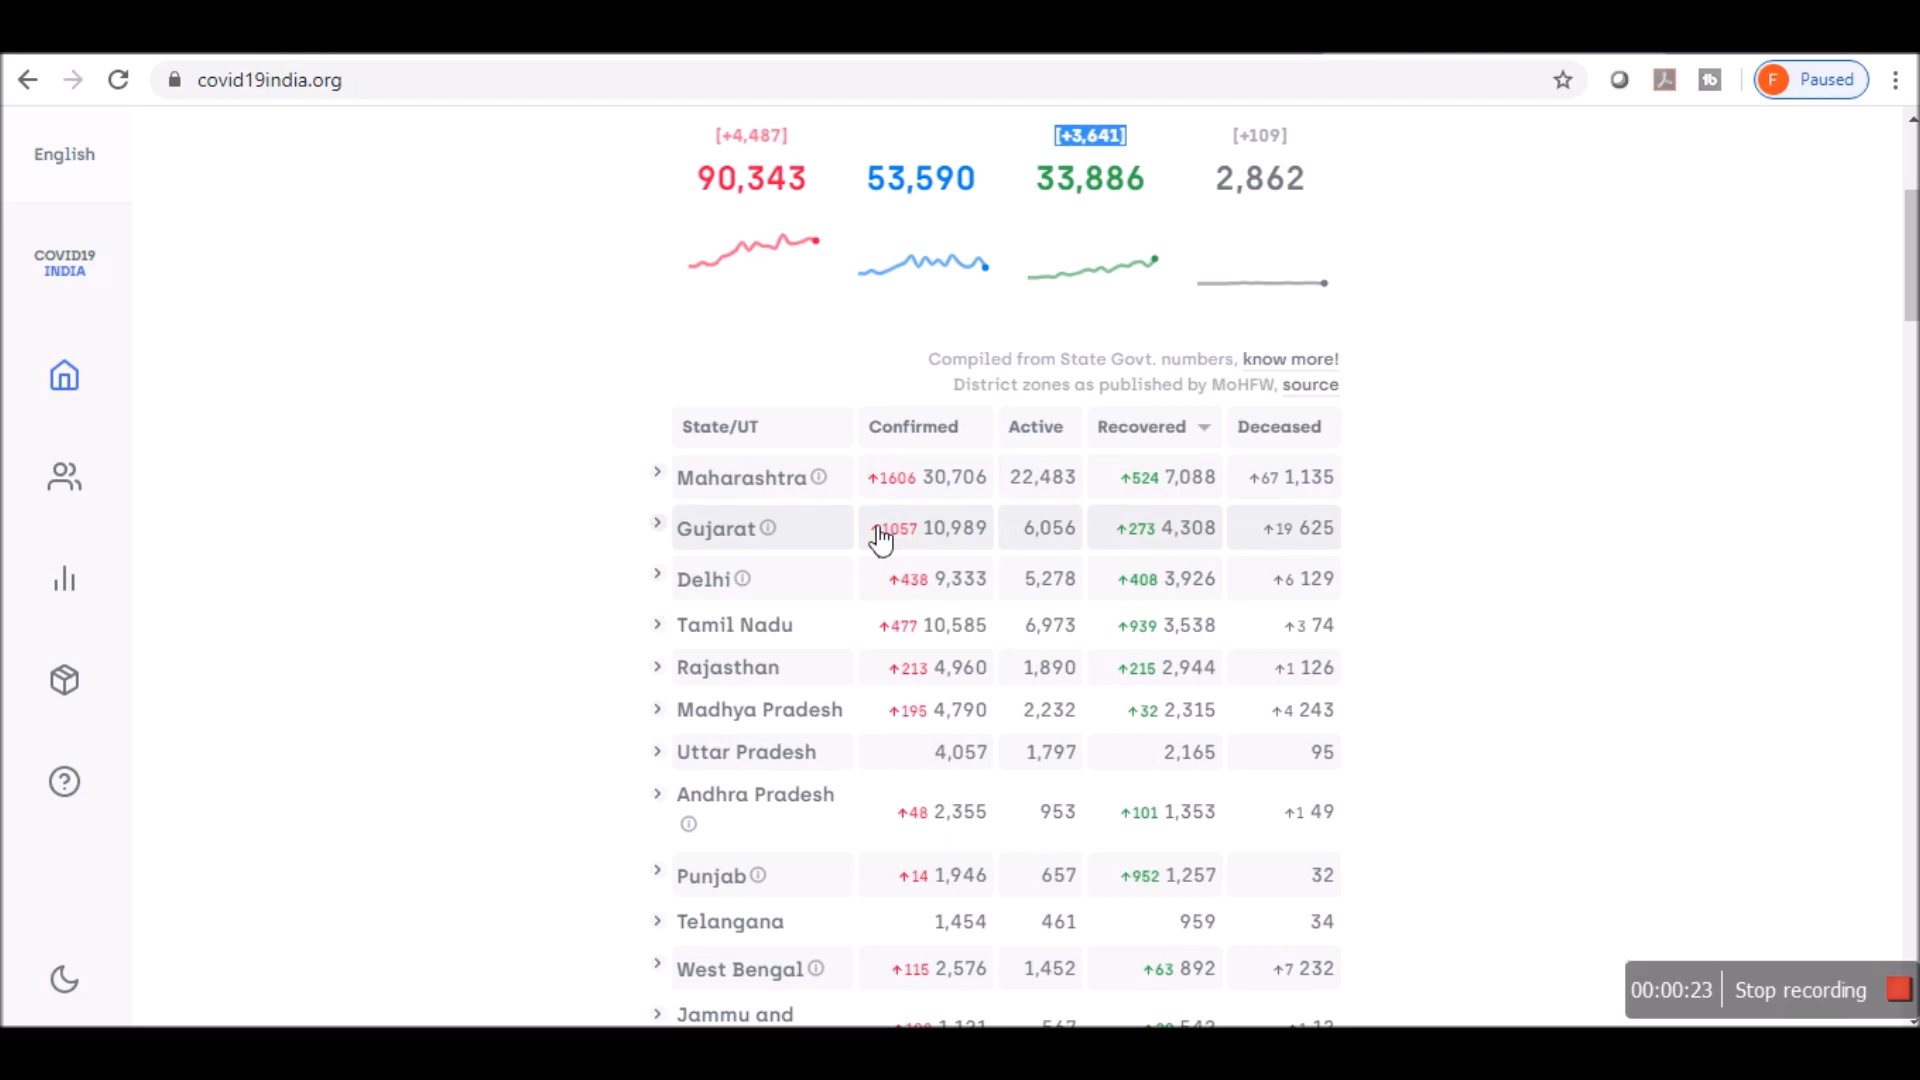 covid19india.org
Paused
F
English
COVID19
INDIA
[+4,487] [+3,641] [+109]
90,343 53,590 33,886 2,862
Compiled from State Govt. numbers, know more!
District zones as published by MoHFW, source
State/UT Confirmed Active Recovered Deceased
Maharashtra ↑1606 30,706 22,483 ↑524 7,088 ↑67 1,135
Gujarat ↑1057 10,989 6,056 ↑273 4,308 ↑19 625
Delhi ↑438 9,333 5,278 ↑408 3,926 ↑6 129
Tamil Nadu ↑477 10,585 6,973 ↑939 3,538 ↑3 74
Rajasthan ↑213 4,960 1,890 ↑215 2,944 ↑1 126
Madhya Pradesh ↑195 4,790 2,232 ↑32 2,315 ↑4 243
Uttar Pradesh 4,057 1,797 2,165 95
Andhra Pradesh ↑48 2,355 953 ↑101 1,353 ↑1 49
Punjab ↑14 1,946 657 ↑952 1,257 32
Telangana 1,454 461 959 34
West Bengal ↑115 2,576 1,452 ↑63 892 ↑7 232
Jammu and
00:00:23 Stop recording